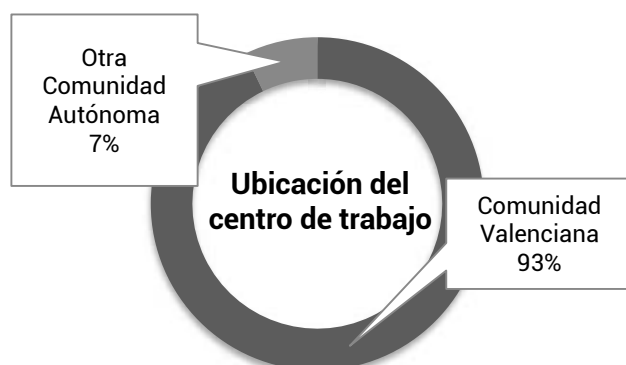 Otra
Comunidad
Autónoma
7%
Ubicación del
centro de trabajo
Comunidad
Valenciana
93%